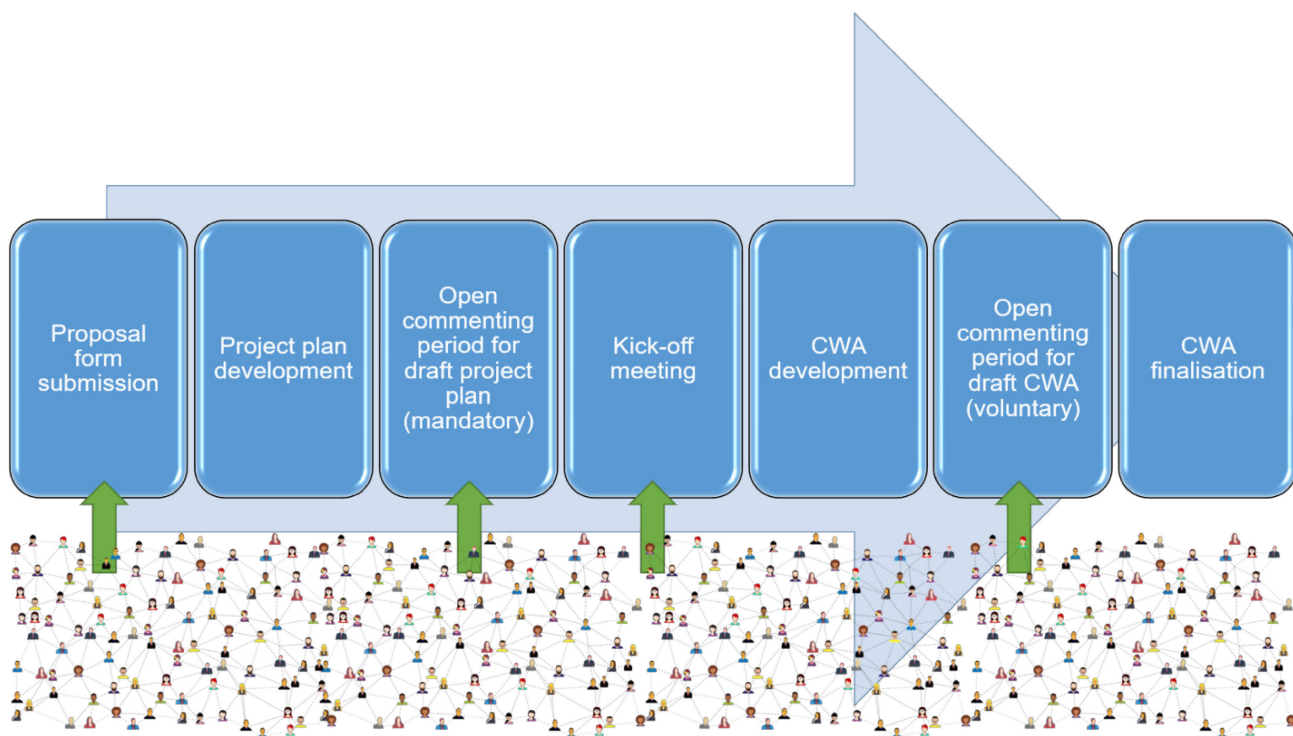 Proposal
form
submission
Project plan
development
Open
commenting
period for
draft project
plan
(mandatory)
Kick-off
meeting
CWA
development
Open
commenting
period for
draft CWA
(voluntary)
CWA
finalisation